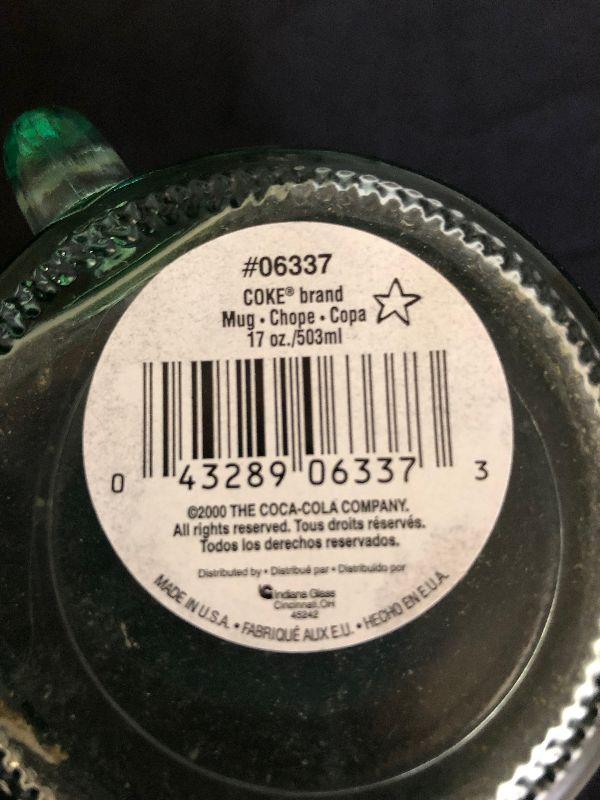 #06337
COKE® brand
Mug • Chope • Copa
17 oz./503ml
0 43289 06337 3
©2000 THE COCA-COLA COMPANY.
All rights reserved. Tous droits réservés.
Todos los derechos reservados.
Distributed by • Distribué par • Distribuido por
Indiana Glass
Cincinnati, OH
45242
MADE IN U.S.A. • FABRIQUÉ AUX E.U. • HECHO EN E.U.A.